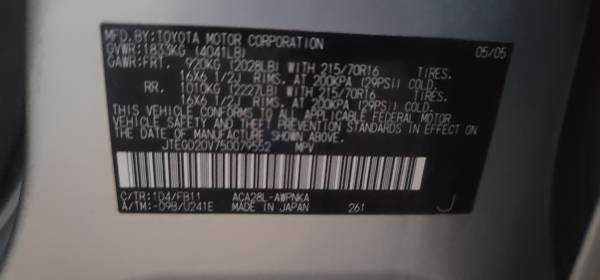 MFD.BY:TOYOTA MOTOR CORPORATION 05/05
GVWR:1833KG (4041LB)
GAWR:FRT. 920KG (2028LB) WITH 215/70R16 TIRES.
16X6 1/2J RIMS. AT 200KPA (29PSI) COLD.
RR. 1010KG (2227LB) WITH 215/70R16 TIRES.
16X6 1/2J RIMS. AT 200KPA (29PSI) COLD.
THIS VEHICLE CONFORMS TO ALL APPLICABLE FEDERAL MOTOR
VEHICLE SAFETY AND THEFT PREVENTION STANDARDS IN EFFECT ON
THE DATE OF MANUFACTURE SHOWN ABOVE.
JTEGD20V750079552 MPV
C/TR:1D4/FB11 ACA28L-AWPNKA
A/TM:-09B/U241E MADE IN JAPAN 261 J